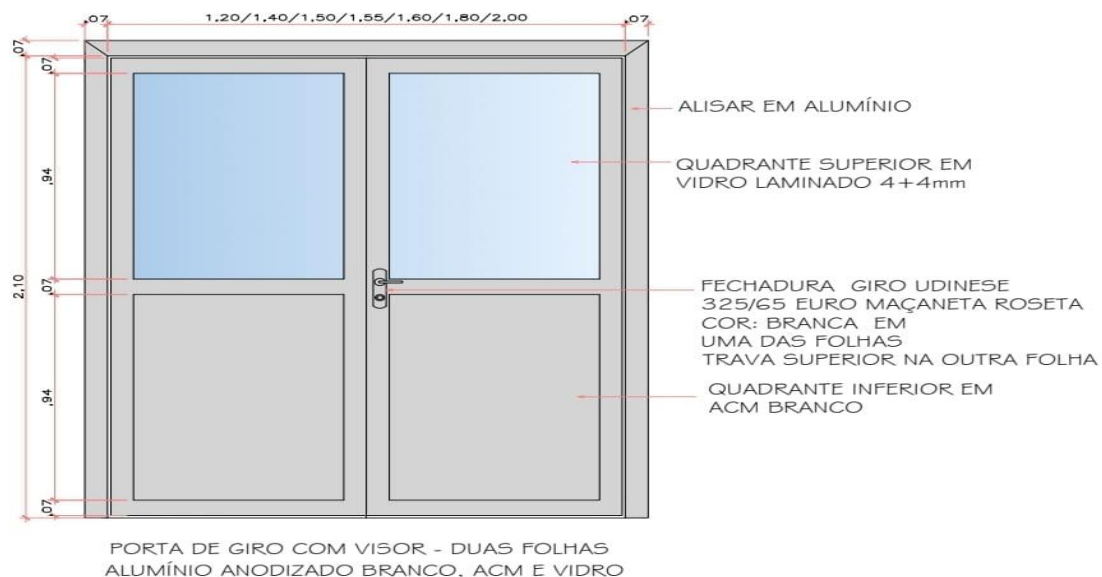 ,07
1.20/1.40/1.50/1.55/1.60/1.80/2.00
,07
,07
,07
ALISAR EM ALUMÍNIO
QUADRANTE SUPERIOR EM
VIDRO LAMINADO 4+4mm
,94
2.10
,07
FECHADURA GIRO UDINESE
325/65 EURO MAÇANETA ROSETA
COR: BRANCA EM
UMA DAS FOLHAS
TRAVA SUPERIOR NA OUTRA FOLHA
QUADRANTE INFERIOR EM
ACM BRANCO
,94
,07
PORTA DE GIRO COM VISOR - DUAS FOLHAS
ALUMÍNIO ANODIZADO BRANCO, ACM E VIDRO